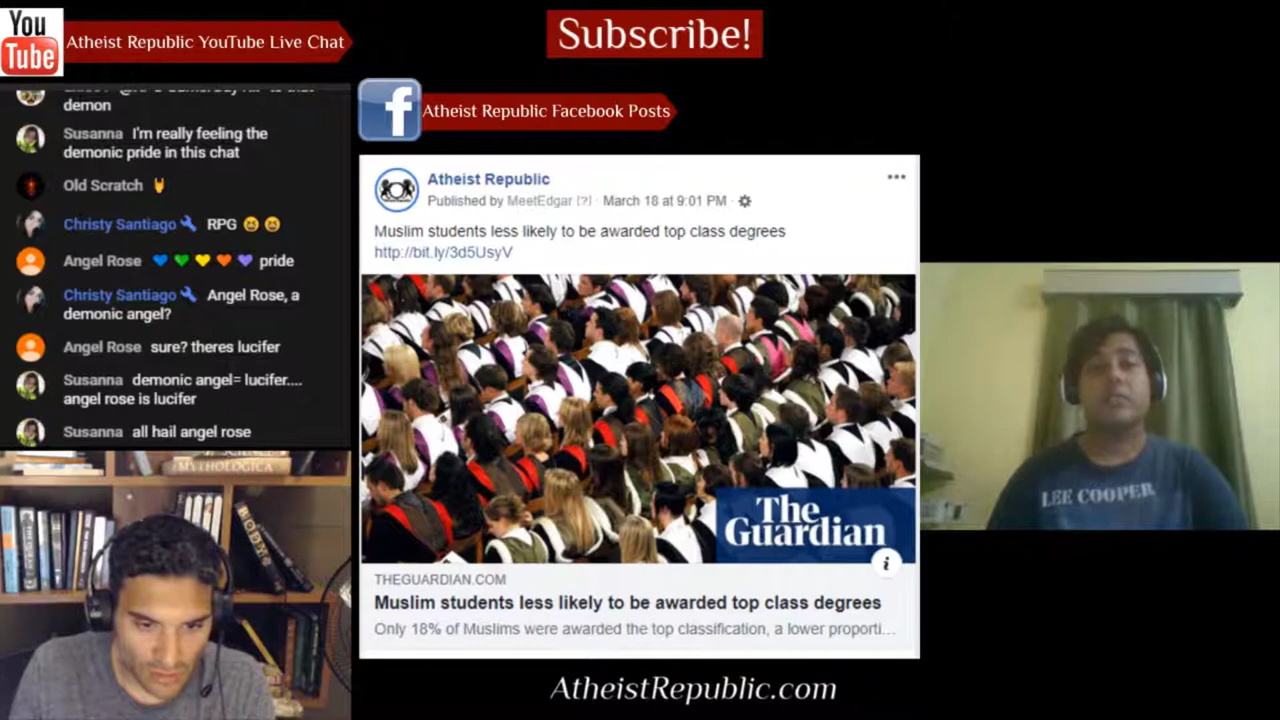 You
Tube
Atheist Republic YouTube Live Chat
Subscribe!
demon
Susanna I'm really feeling the
demonic pride in this chat
Old Scratch
Christy Santiago RPG
Angel Rose pride
Christy Santiago Angel Rose, a
demonic angel?
Angel Rose sure? theres lucifer
Susanna demonic angel= lucifer....
angel rose is lucifer
Susanna all hail angel rose
f
Atheist Republic Facebook Posts
Atheist Republic
Published by MeetEdgar [?] · March 18 at 9:01 PM ·
Muslim students less likely to be awarded top class degrees
http://bit.ly/3d5UsyV
The
Guardian
i
THEGUARDIAN.COM
Muslim students less likely to be awarded top class degrees
Only 18% of Muslims were awarded the top classification, a lower proporti...
AtheistRepublic.com
MYTHOLOGICA
LEE COOPER